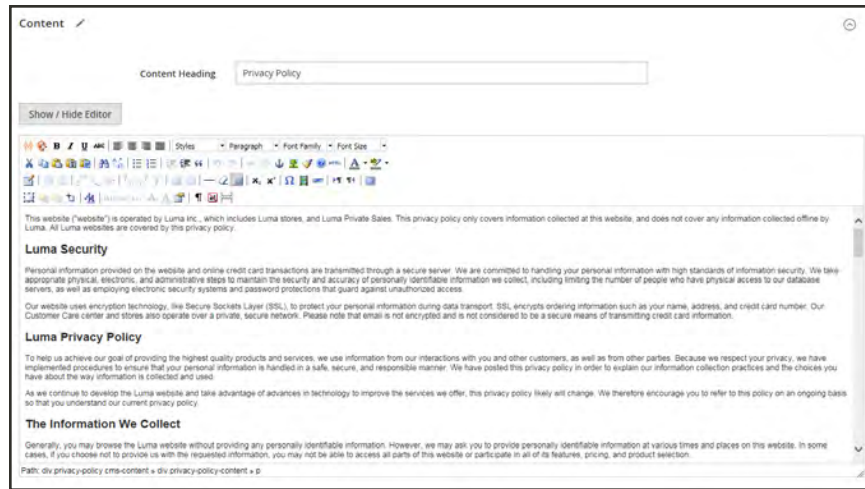 Content
Content Heading
Privacy Policy
Show / Hide Editor
B I U ABC Styles Paragraph Font Family Font Size
This website ("website") is operated by Luma Inc., which includes Luma stores, and Luma Private Sales. This privacy policy only covers information collected at this website, and does not cover any information collected offline by
Luma. All Luma websites are covered by this privacy policy.
Luma Security
Personal information provided on the website and online credit card transactions are transmitted through a secure server. We are committed to handling your personal information with high standards of information security. We take
appropriate physical, electronic, and administrative steps to maintain the security and accuracy of personally identifiable information we collect, including limiting the number of people who have physical access to our database
servers, as well as employing electronic security systems and password protections that guard against unauthorized access.
Our website uses encryption technology, like Secure Sockets Layer (SSL), to protect your personal information during data transport. SSL encrypts ordering information such as your name, address, and credit card number. Our
Customer Care center and stores also operate over a private, secure network. Please note that email is not encrypted and is not considered to be a secure means of transmitting credit card information.
Luma Privacy Policy
To help us achieve our goal of providing the highest quality products and services, we use information from our interactions with you and other customers, as well as from other parties. Because we respect your privacy, we have
implemented procedures to ensure that your personal information is handled in a safe, secure, and responsible manner. We have posted this privacy policy in order to explain our information collection practices and the choices you
have about the way information is collected and used.
As we continue to develop the Luma website and take advantage of advances in technology to improve the services we offer, this privacy policy likely will change. We therefore encourage you to refer to this policy on an ongoing basis
so that you understand our current privacy policy.
The Information We Collect
Generally, you may browse the Luma website without providing any personally identifiable information. However, we may ask you to provide personally identifiable information at various times and places on this website. In some
cases, if you choose not to provide us with the requested information, you may not be able to access all parts of this website or participate in all of its features, pricing, and product selection.
Path: div.privacy-policy cms-content » div.privacy-policy-content » p